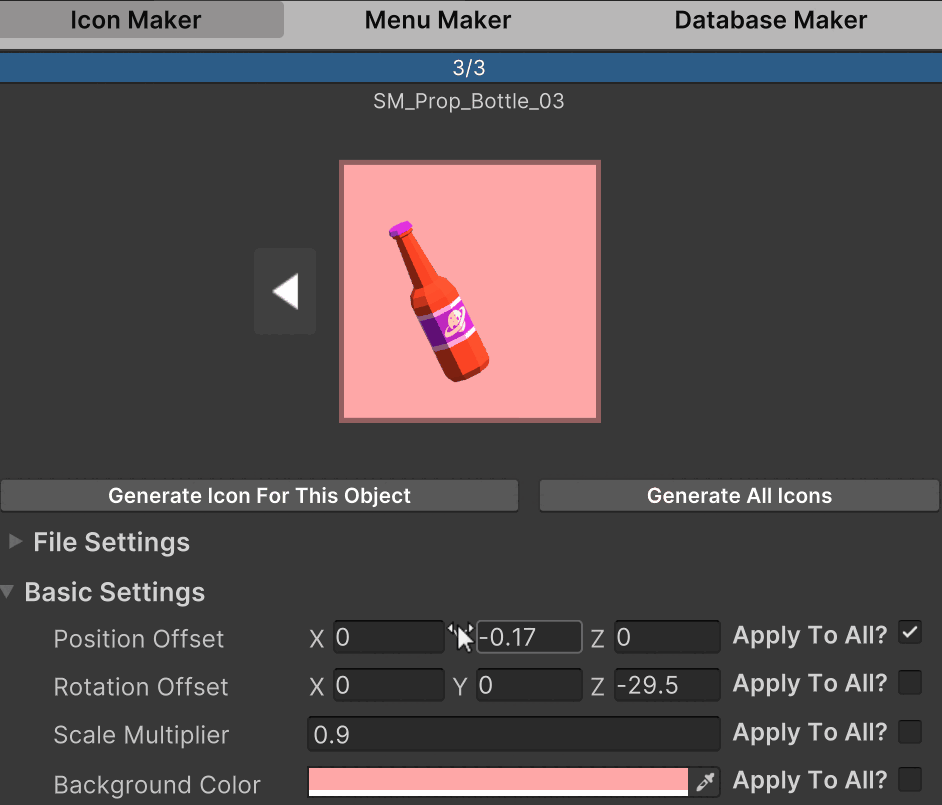 Icon Maker Menu Maker Database Maker
3/3
SM_Prop_Bottle_03
Generate Icon For This Object Generate All Icons
File Settings
Basic Settings
Position Offset X 0 -0.17 Z 0 Apply To All?
Rotation Offset X 0 Y 0 Z -29.5 Apply To All?
Scale Multiplier 0.9 Apply To All?
Background Color Apply To All?